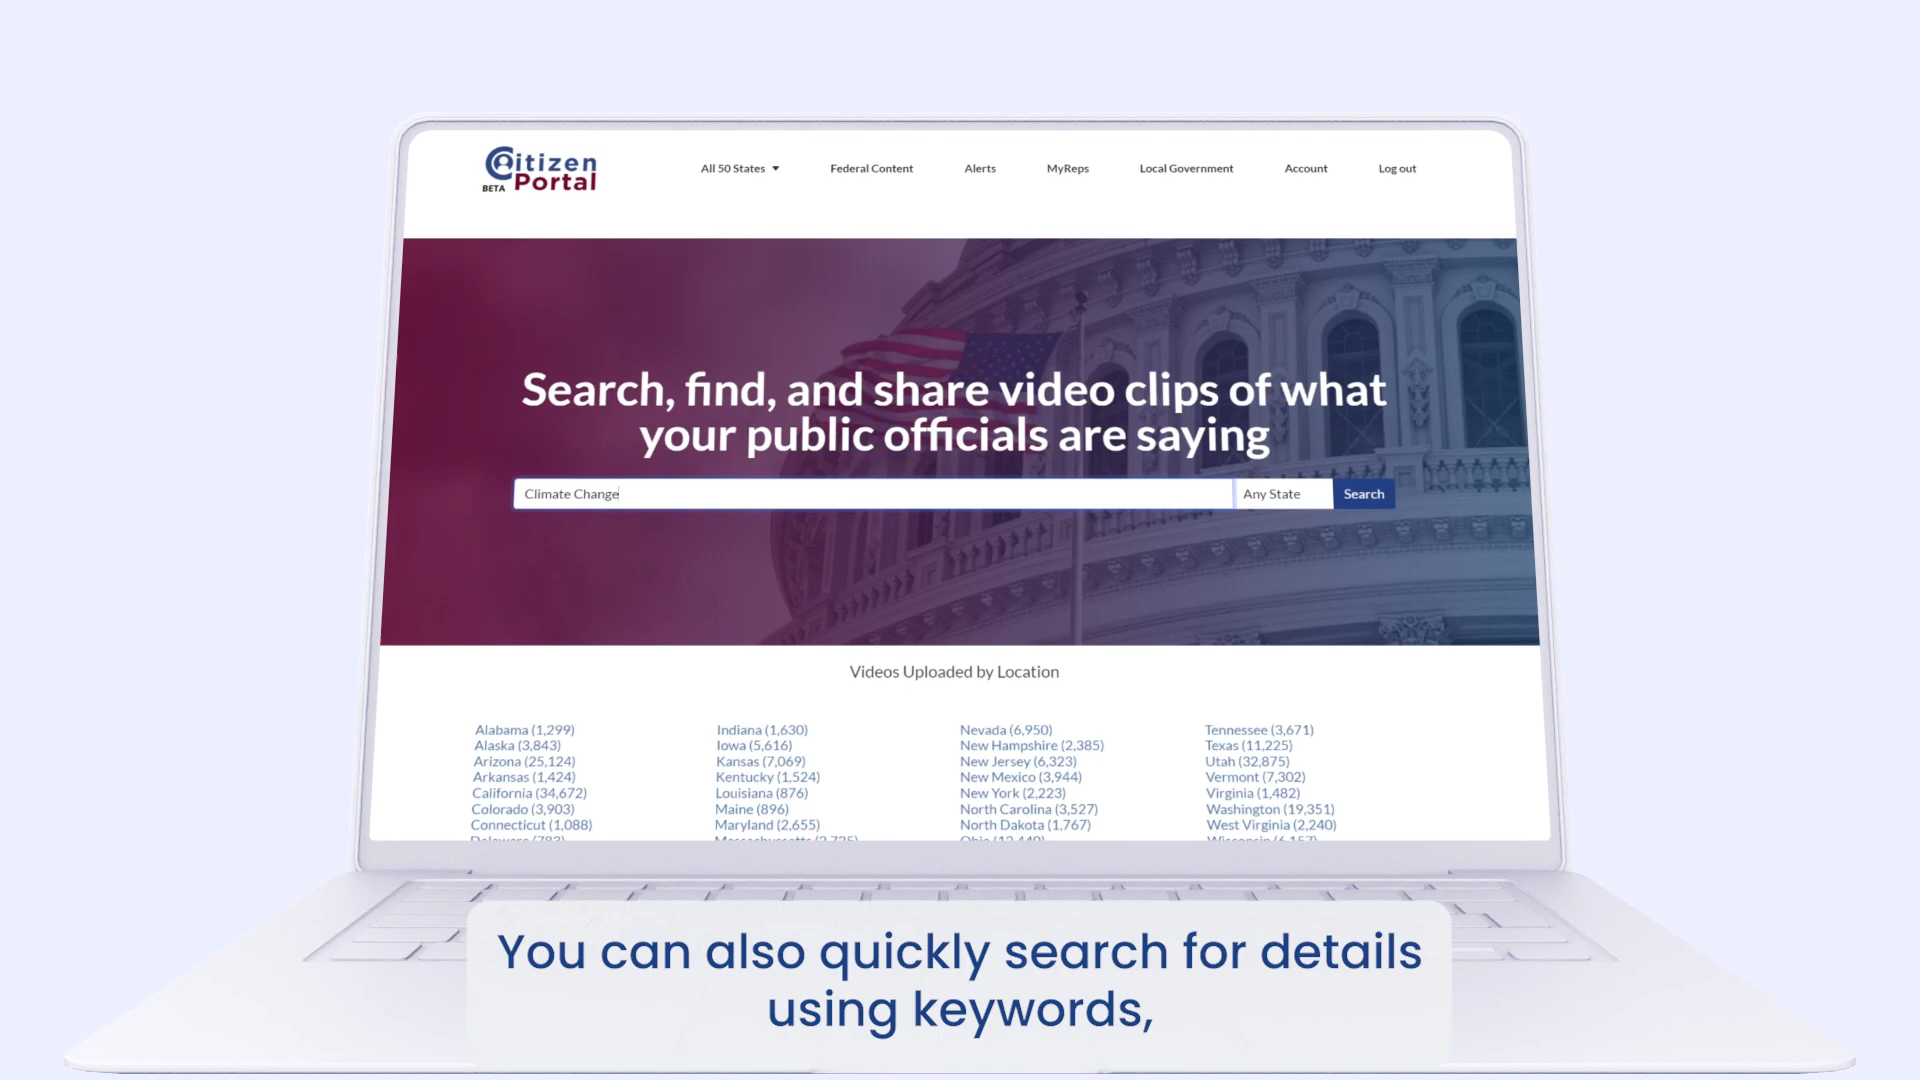 Citizen
BETA Portal
All 50 States
Federal Content
Alerts
MyReps
Local Government
Account
Log out
Search, find, and share video clips of what
your public officials are saying
Climate Change
Any State
Search
Videos Uploaded by Location
Alabama (1,299)
Alaska (3,843)
Arizona (25,124)
Arkansas (1,424)
California (34,672)
Colorado (3,903)
Connecticut (1,088)
Indiana (1,630)
Iowa (5,616)
Kansas (7,069)
Kentucky (1,524)
Louisiana (876)
Maine (896)
Maryland (2,655)
Nevada (6,950)
New Hampshire (2,385)
New Jersey (6,323)
New Mexico (3,944)
New York (2,223)
North Carolina (3,527)
North Dakota (1,767)
Tennessee (3,671)
Texas (11,225)
Utah (32,875)
Vermont (7,302)
Virginia (1,482)
Washington (19,351)
West Virginia (2,240)
You can also quickly search for details
using keywords,